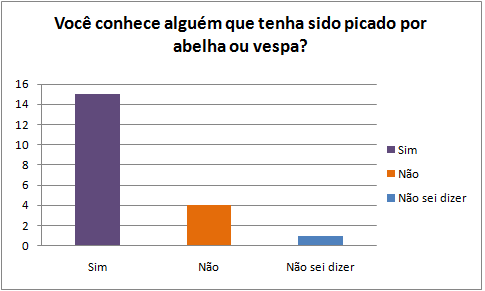 Você conhece alguém que tenha sido picado por
abelha ou vespa?
16
14
12
10
8
6
4
2
0
Sim
Não
Não sei dizer
Sim
Não
Não sei dizer